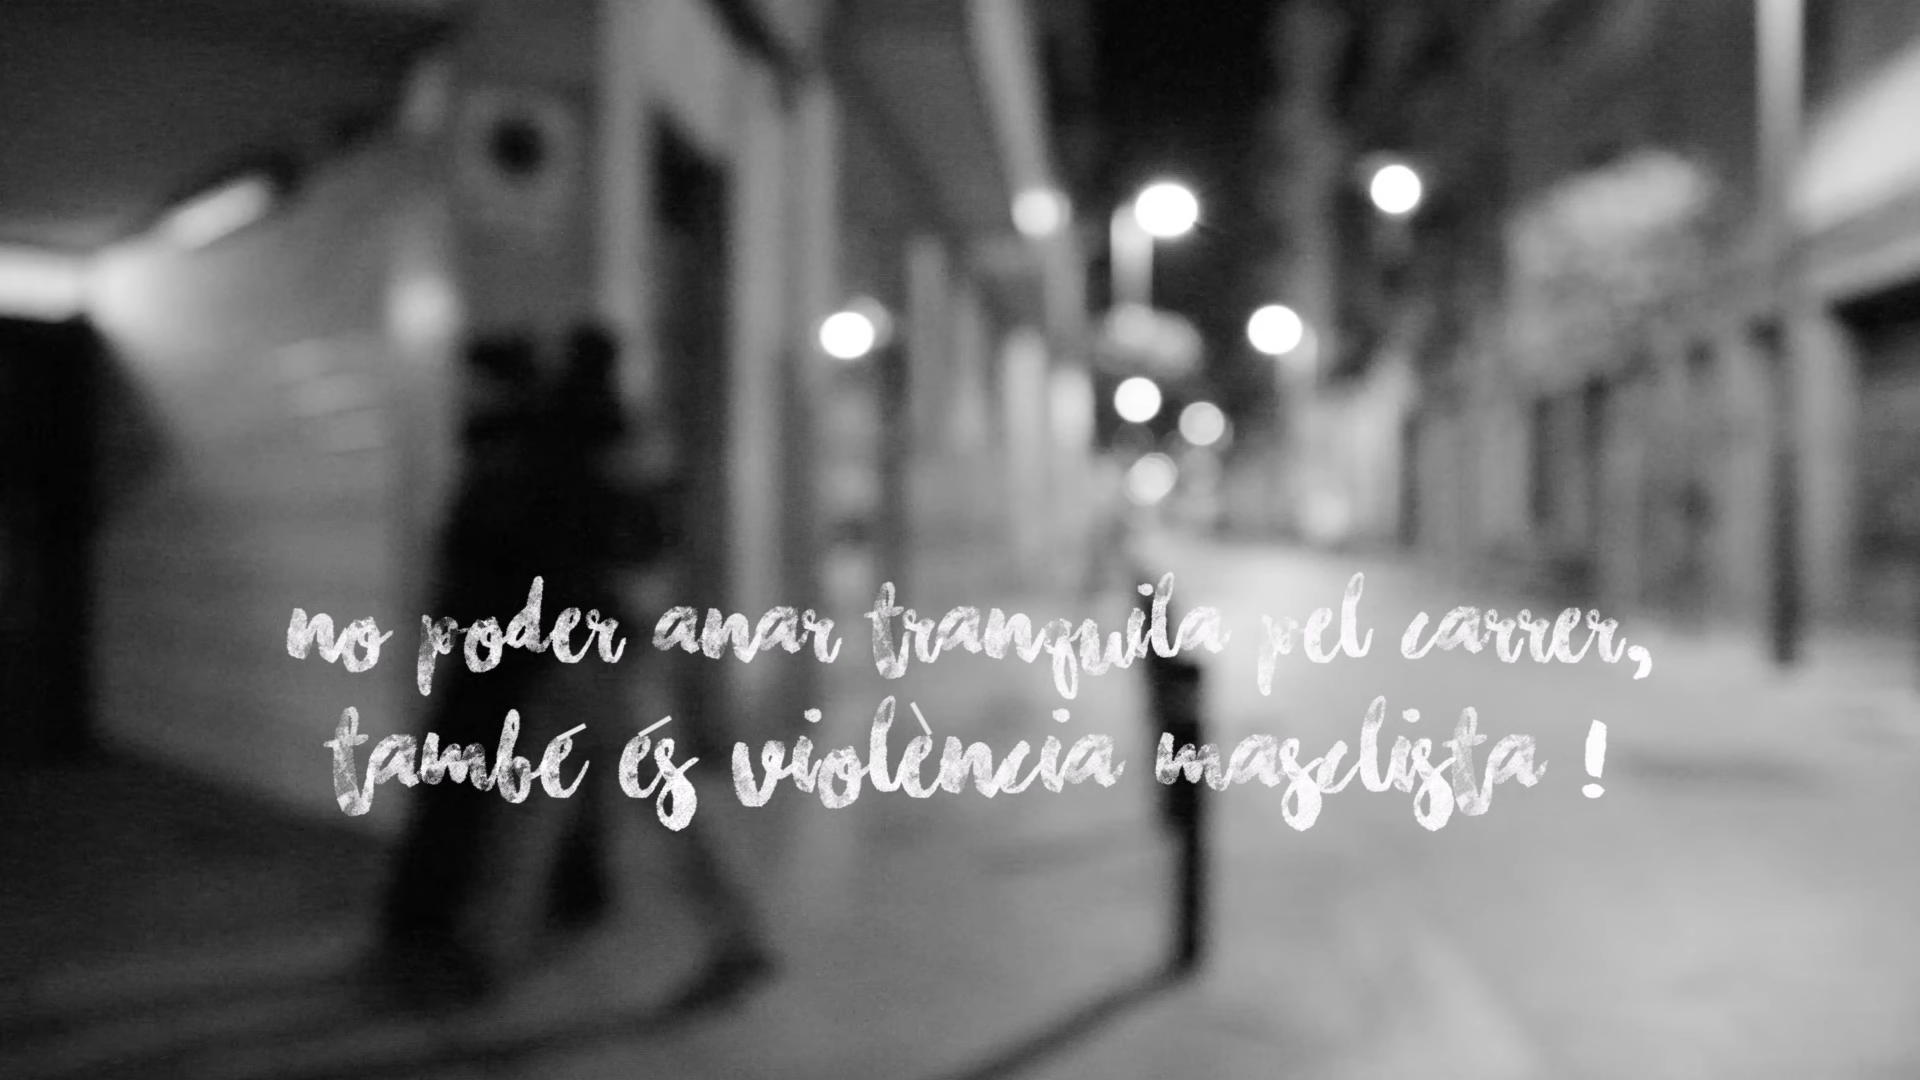 no poder anar tranquila pel carrer,
també és violència masclista !